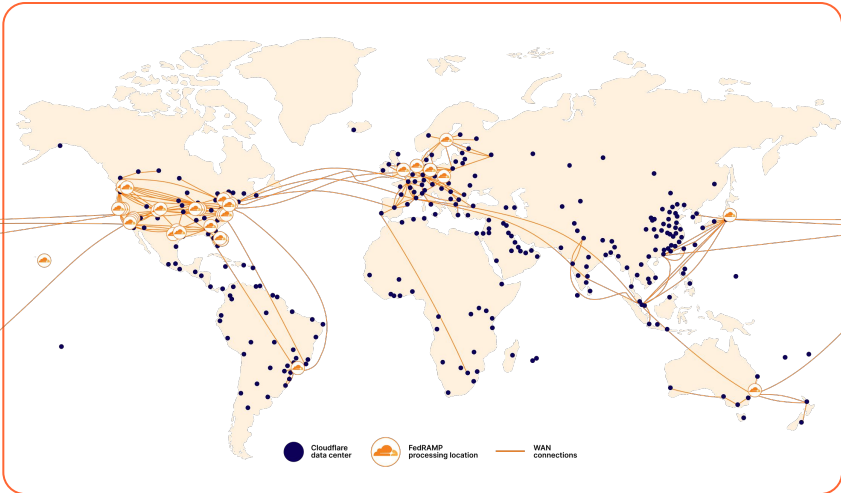 Cloudflare
data center
FedRAMP
processing location
WAN
connections